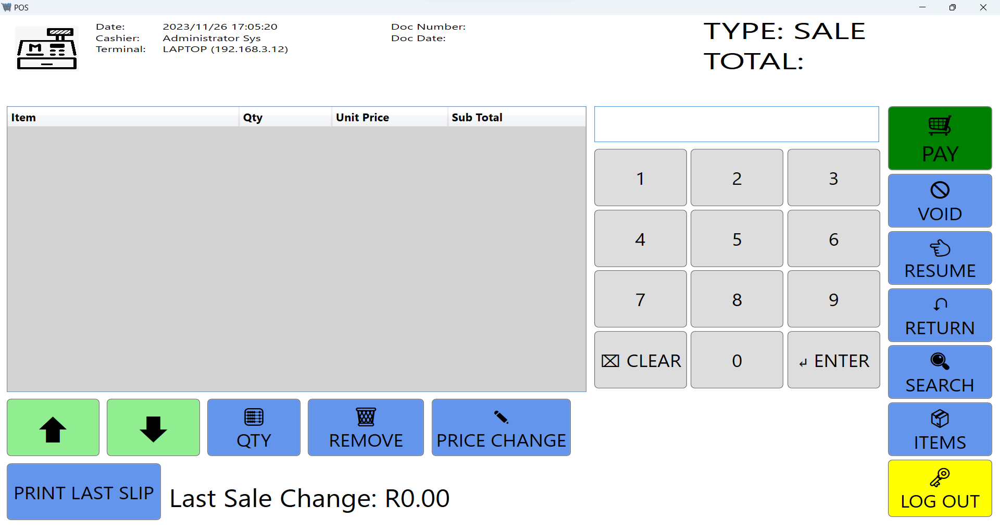 POS
Date: 2023/11/26 17:05:20
Cashier: Administrator Sys
Terminal: LAPTOP (192.168.3.12)
Doc Number:
Doc Date:
TYPE: SALE
TOTAL:
Item Qty Unit Price Sub Total
1 2 3
4 5 6
7 8 9
CLEAR 0 ENTER
PAY
VOID
RESUME
RETURN
SEARCH
ITEMS
LOG OUT
QTY
REMOVE
PRICE CHANGE
PRINT LAST SLIP
Last Sale Change: R0.00